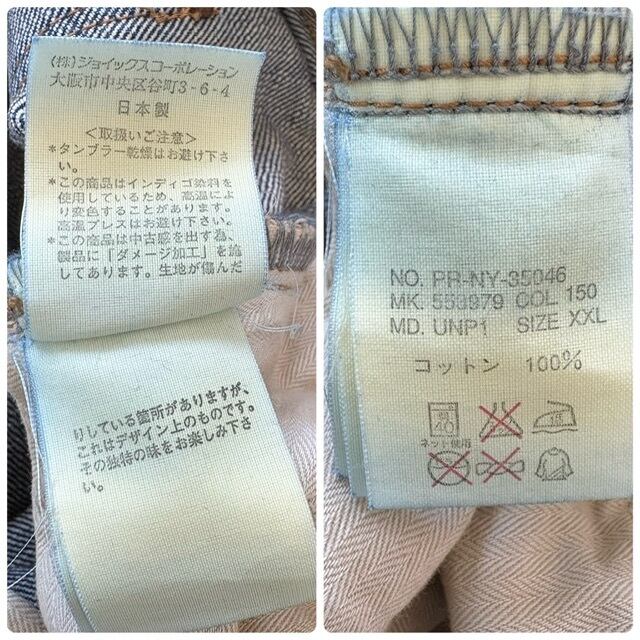 (株)ジョイックスコーポレーション
大阪市中央区谷町3-6-4
日本製
<取扱いご注意>
*タンブラー乾燥はお避け下さ
い。
*この商品はインディゴ染料を
使用しているため、高温によ
り変色することがあります。
高温プレスはお避け下さい。
*この商品は中古感を出す為、
製品に「ダメージ加工」を施
してあります。生地が傷んだ
りしている箇所がありますが、
これはデザイン上のものです。
その独特の味をお楽しみ下さ
い。
NO. PR-NY-35046
MK. 553979 COL 150
MD. UNP1 SIZE XXL
コットン 100%
40
ネット使用